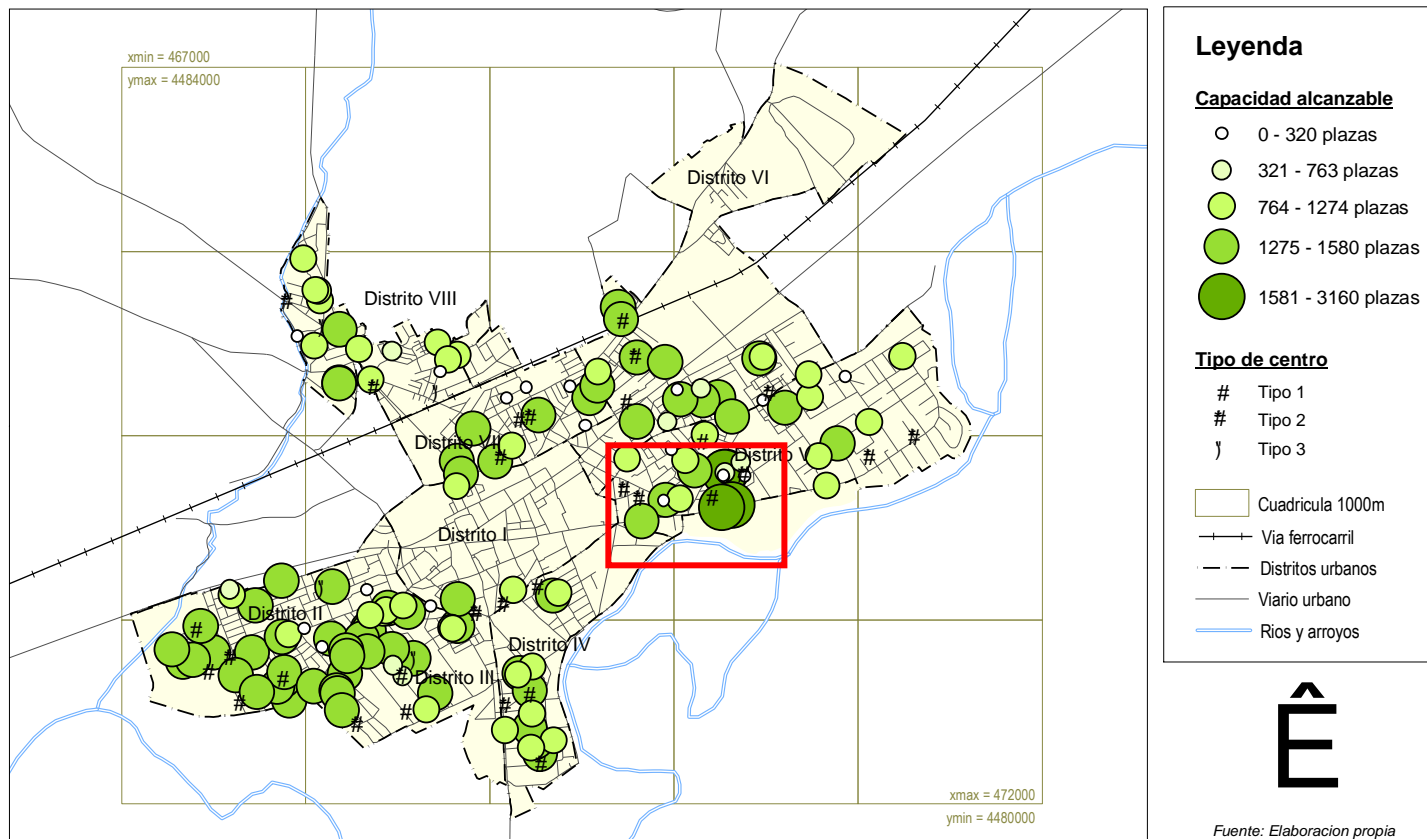 xmin = 467000
ymax = 4484000
Distrito VI
Distrito VIII
Distrito VII
Distrito V
Distrito I
Distrito II
Distrito IV
Distrito III
xmax = 472000
ymin = 4480000
Leyenda
Capacidad alcanzable
0 - 320 plazas
321 - 763 plazas
764 - 1274 plazas
1275 - 1580 plazas
1581 - 3160 plazas
Tipo de centro
# Tipo 1
# Tipo 2
Tipo 3
Cuadricula 1000m
Via ferrocarril
Distritos urbanos
Viario urbano
Rios y arroyos
Ê
Fuente: Elaboracion propia